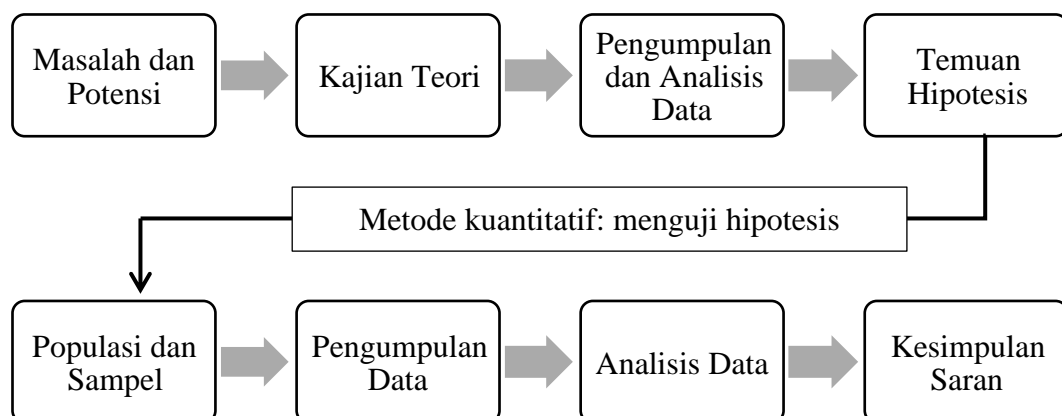 Masalah dan
Potensi
Kajian Teori
Pengumpulan
dan Analisis
Data
Temuan
Hipotesis
Metode kuantitatif: menguji hipotesis
Populasi dan
Sampel
Pengumpulan
Data
Analisis Data
Kesimpulan
Saran